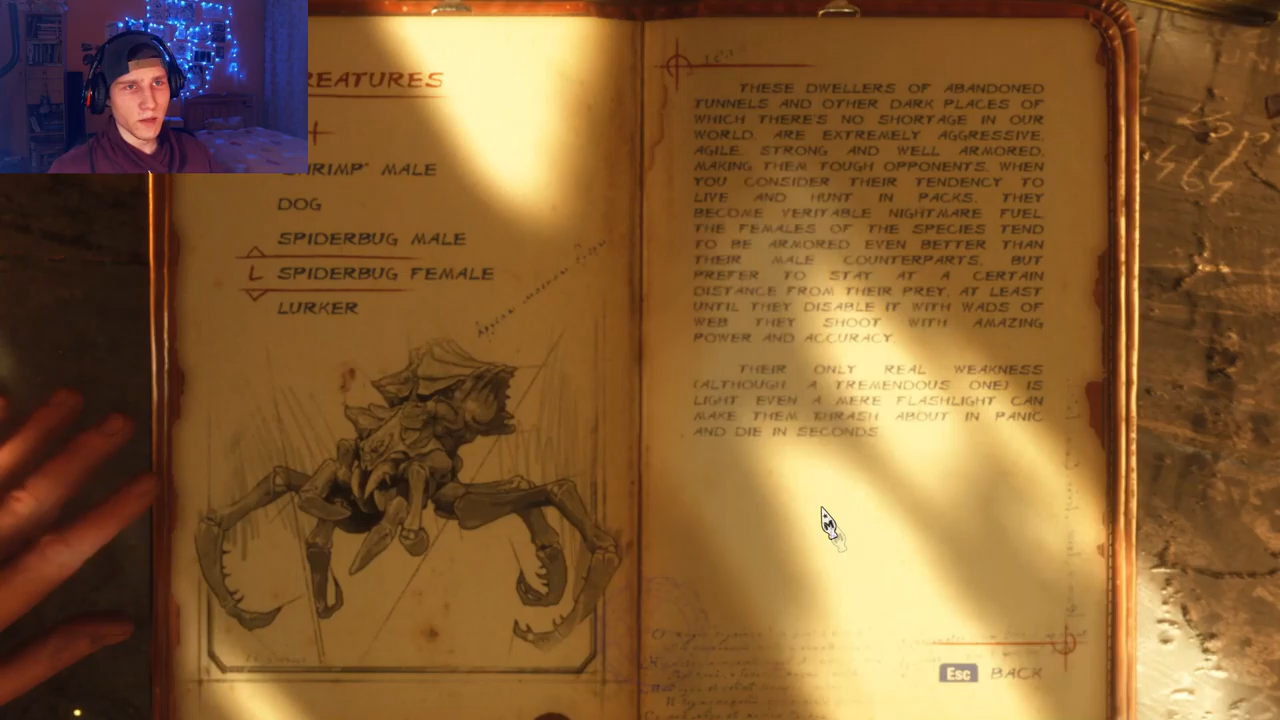 REATURES
HRIMP" MALE
DOG
SPIDERBUG MALE
L SPIDERBUG FEMALE
LURKER
THESE DWELLERS OF ABANDONED
TUNNELS AND OTHER DARK PLACES OF
WHICH THERE'S NO SHORTAGE IN OUR
WORLD, ARE EXTREMELY AGGRESSIVE,
AGILE, STRONG AND WELL ARMORED,
MAKING THEM TOUGH OPPONENTS. WHEN
YOU CONSIDER THEIR TENDENCY TO
LIVE AND HUNT IN PACKS, THEY
BECOME VERITABLE NIGHTMARE FUEL.
THE FEMALES OF THE SPECIES TEND
TO BE ARMORED EVEN BETTER THAN
THEIR MALE COUNTERPARTS, BUT
PREFER TO STAY AT A CERTAIN
DISTANCE FROM THEIR PREY, AT LEAST
UNTIL THEY DISABLE IT WITH WADS OF
WEB THEY SHOOT WITH AMAZING
POWER AND ACCURACY.
THEIR ONLY REAL WEAKNESS
(ALTHOUGH A TREMENDOUS ONE) IS
LIGHT. EVEN A MERE FLASHLIGHT CAN
MAKE THEM THRASH ABOUT IN PANIC
AND DIE IN SECONDS.
Esc BACK